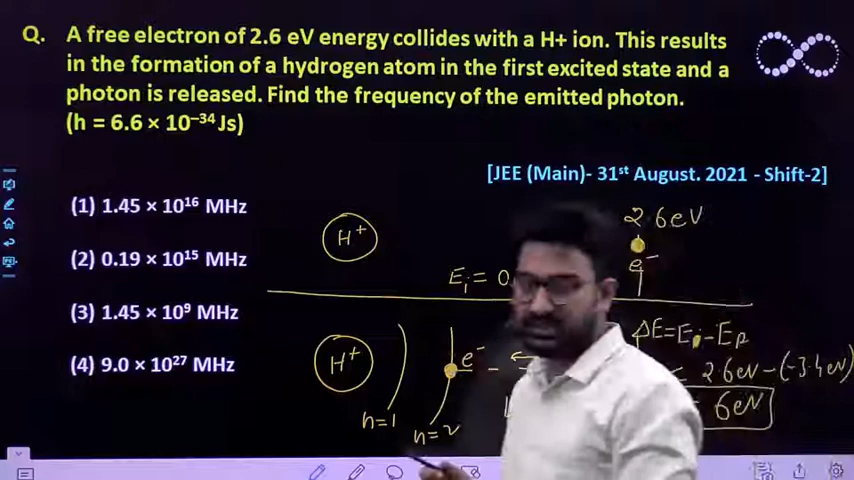 Q. A free electron of 2.6 eV energy collides with a H+ ion. This results
in the formation of a hydrogen atom in the first excited state and a
photon is released. Find the frequency of the emitted photon.
(h = 6.6 × 10⁻³⁴ Js)
[JEE (Main)- 31ˢᵗ August. 2021 - Shift-2]
(1) 1.45 × 10¹⁶ MHz
(2) 0.19 × 10¹⁵ MHz
(3) 1.45 × 10⁹ MHz
(4) 9.0 × 10²⁷ MHz
H⁺
2.6eV
e⁻
Eᵢ = 0
H⁺
e⁻
n=1
n=2
2.6eV-(-3.4eV)
6eV